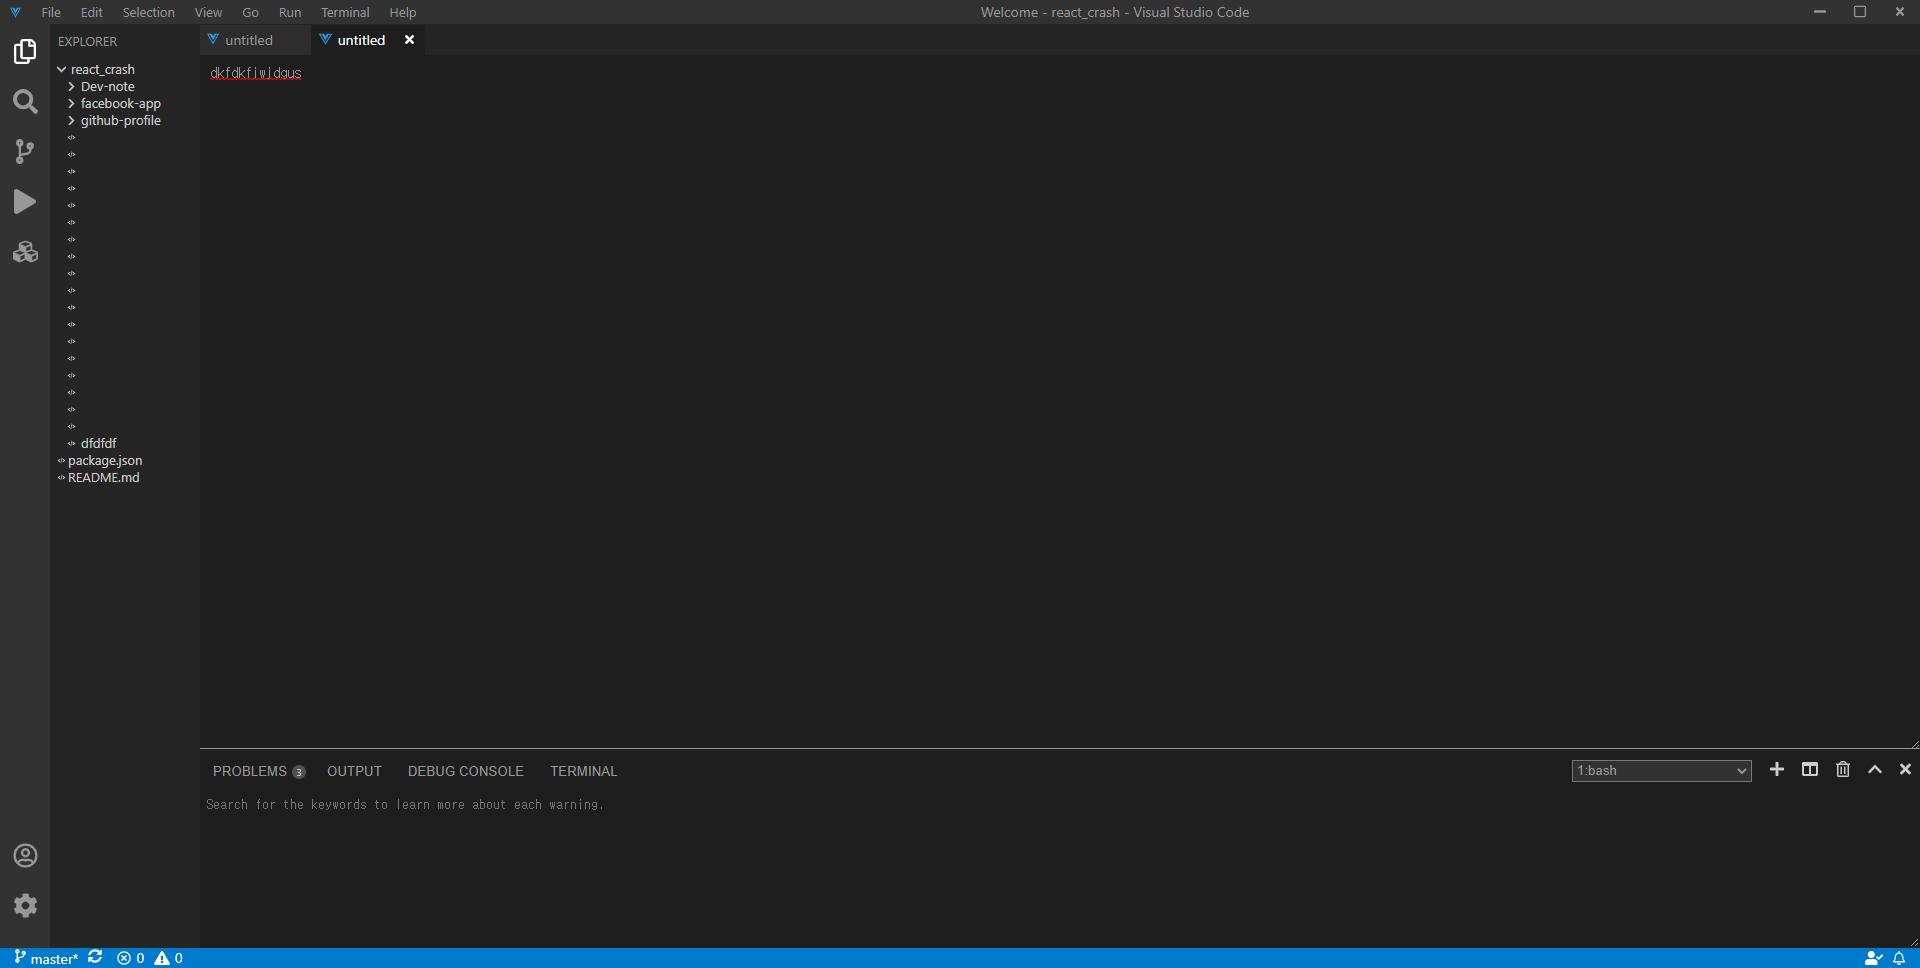 File Edit Selection View Go Run Terminal Help Welcome - react_crash - Visual Studio Code
EXPLORER
untitled untitled
dkfdkfjwjdgus
react_crash
Dev-note
facebook-app
github-profile
dfdfdf
package.json
README.md
PROBLEMS 3 OUTPUT DEBUG CONSOLE TERMINAL 1:bash
Search for the keywords to learn more about each warning.
master* 0 0